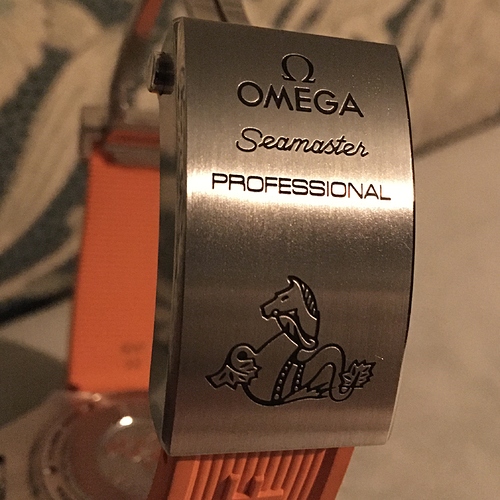 Ω
OMEGA
Seamaster
PROFESSIONAL